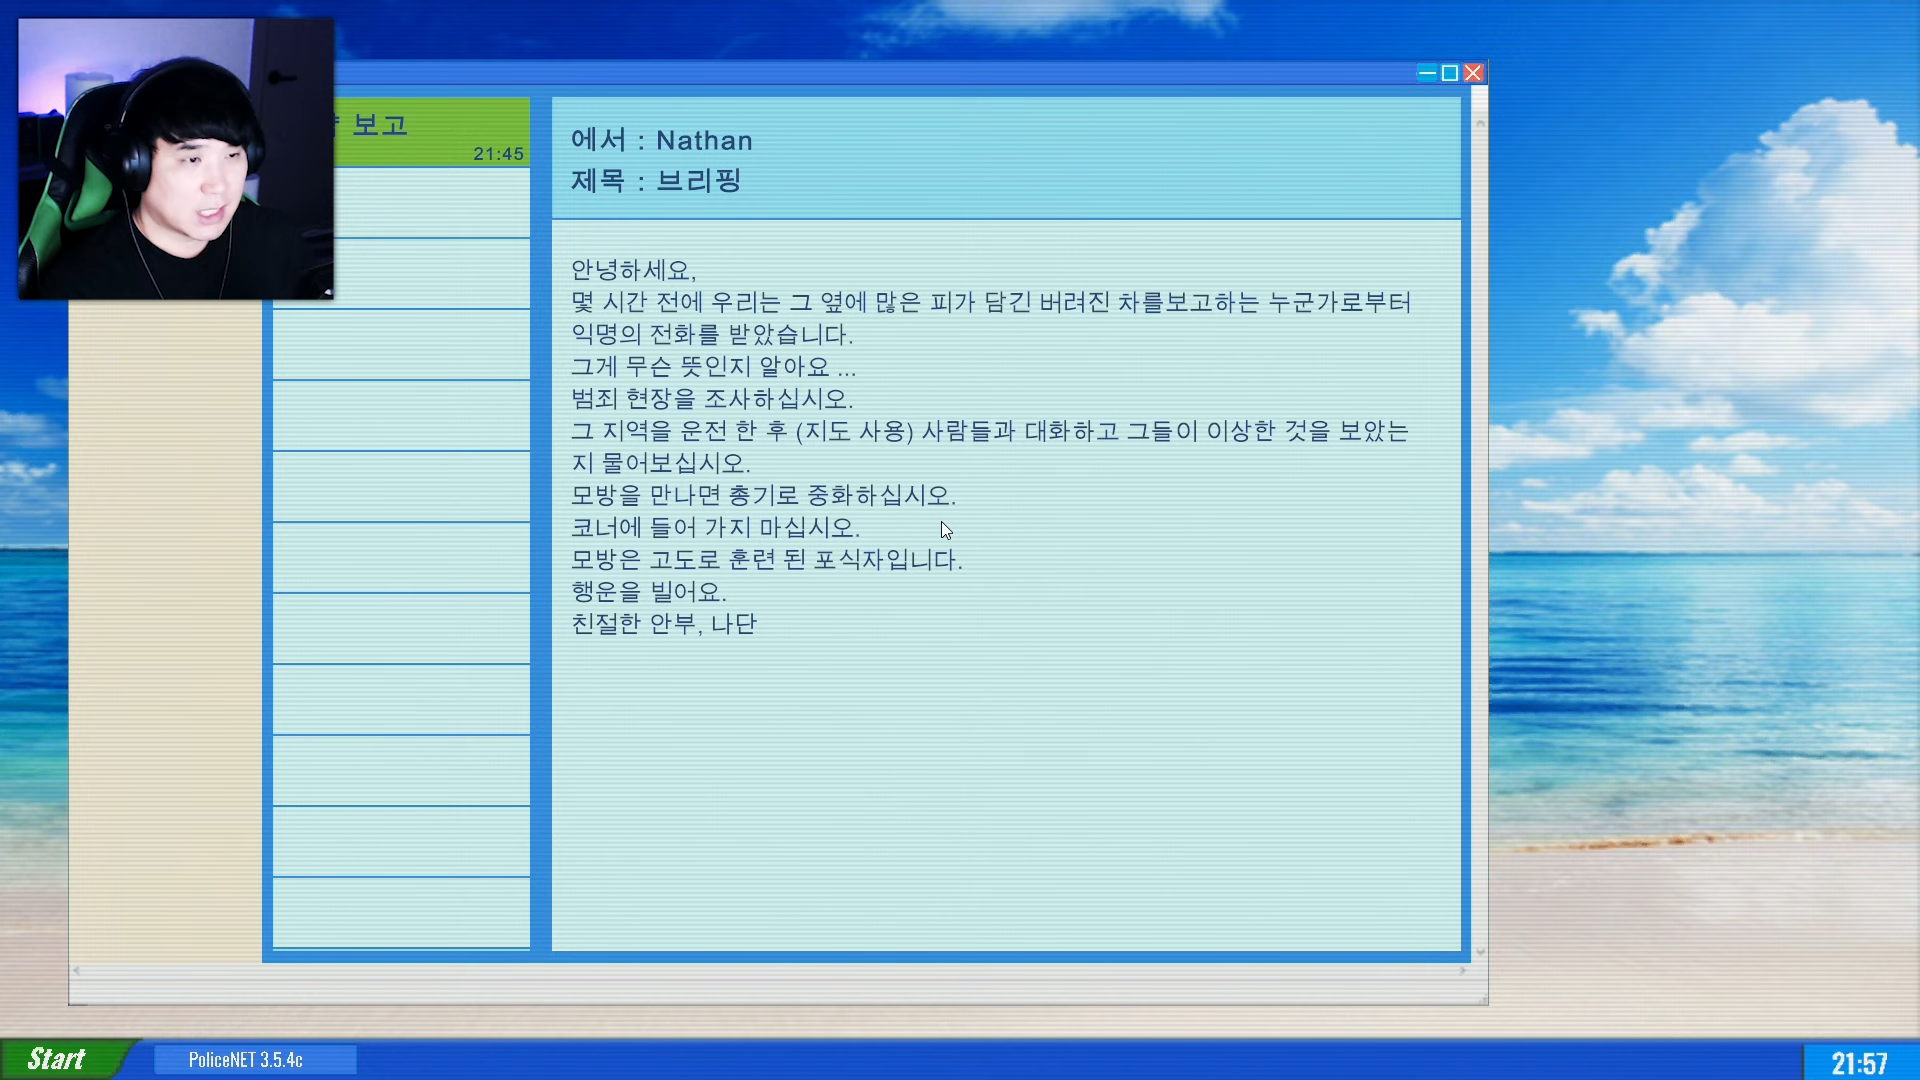 보고
21:45
에서 : Nathan
제목 : 브리핑
안녕하세요,
몇 시간 전에 우리는 그 옆에 많은 피가 담긴 버려진 차를보고하는 누군가로부터
익명의 전화를 받았습니다.
그게 무슨 뜻인지 알아요 ...
범죄 현장을 조사하십시오.
그 지역을 운전 한 후 (지도 사용) 사람들과 대화하고 그들이 이상한 것을 보았는
지 물어보십시오.
모방을 만나면 총기로 중화하십시오.
코너에 들어 가지 마십시오.
모방은 고도로 훈련 된 포식자입니다.
행운을 빌어요.
친절한 안부, 나단
Start
PoliceNET 3.5.4c
21:57